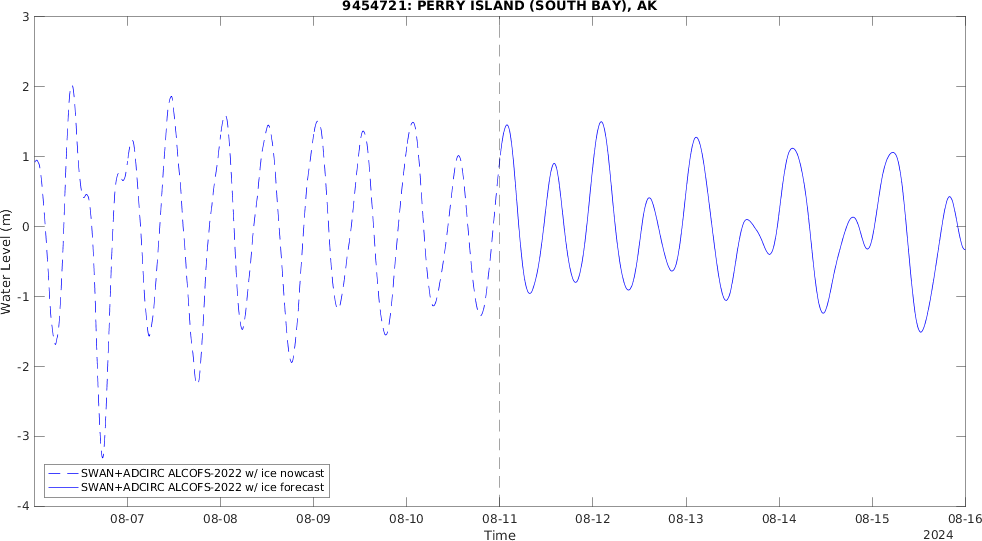 9454721: PERRY ISLAND (SOUTH BAY), AK
3
2
1
0
-1
-2
-3
-4
Water Level (m)
SWAN+ADCIRC ALCOFS-2022 w/ ice nowcast
SWAN+ADCIRC ALCOFS-2022 w/ ice forecast
08-07 08-08 08-09 08-10 08-11 08-12 08-13 08-14 08-15 08-16
Time
2024